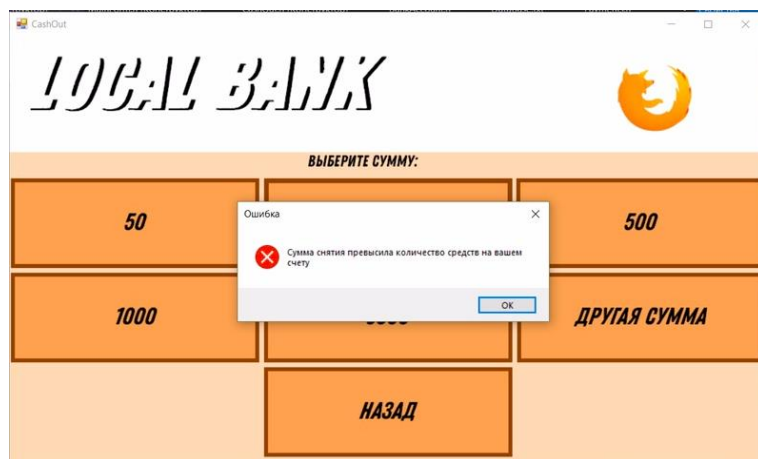 CashOut
LOCAL BANK
ВЫБЕРИТЕ СУММУ:
50
500
Ошибка
Сумма снятия превысила количество средств на вашем
счету
OK
1000
ДРУГАЯ СУММА
НАЗАД